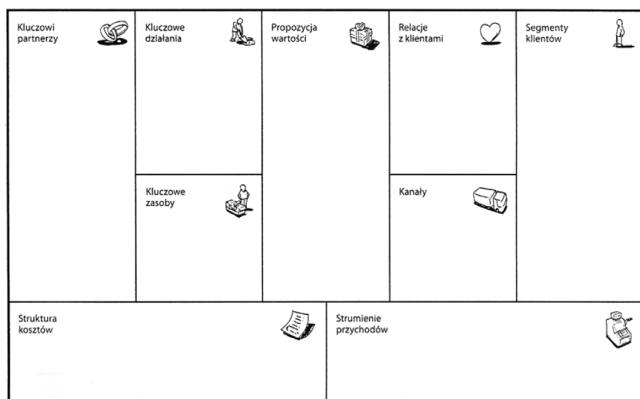 Kluczowi
partnerzy
Kluczowe
działania
Propozycja
wartości
Relacje
z klientami
Segmenty
klientów
Kluczowe
zasoby
Kanały
Struktura
kosztów
Strumienie
przychodów